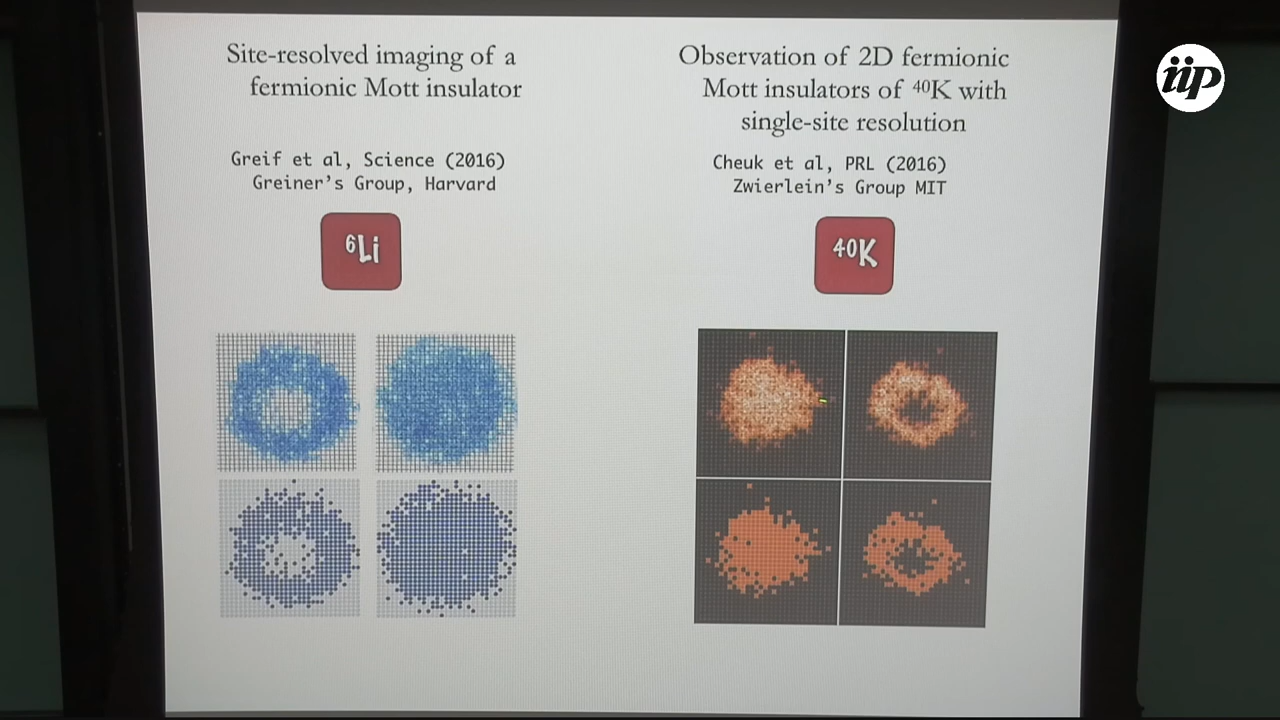 Site-resolved imaging of a
fermionic Mott insulator
Greif et al, Science (2016)
Greiner's Group, Harvard
⁶Li
Observation of 2D fermionic
Mott insulators of ⁴⁰K with
single-site resolution
Cheuk et al, PRL (2016)
Zwierlein's Group MIT
⁴⁰K
iip